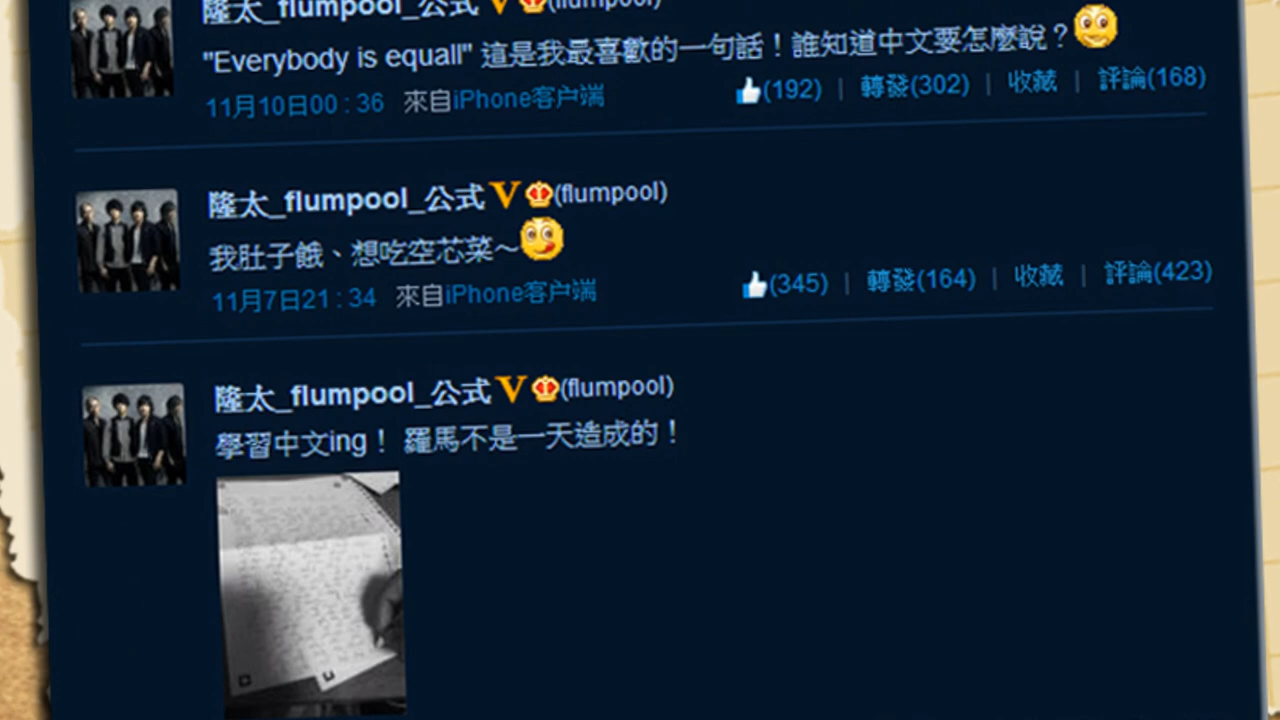 隆太_flumpool_公式 V (flumpool)
"Everybody is equall" 這是我最喜歡的一句話！誰知道中文要怎麼說？
11月10日00 : 36 來自iPhone客户端 (192) | 轉發(302) | 收藏 | 評論(168)
隆太_flumpool_公式 V (flumpool)
我肚子餓、想吃空芯菜～
11月7日21 : 34 來自iPhone客户端 (345) | 轉發(164) | 收藏 | 評論(423)
隆太_flumpool_公式 V (flumpool)
學習中文ing！ 羅馬不是一天造成的！